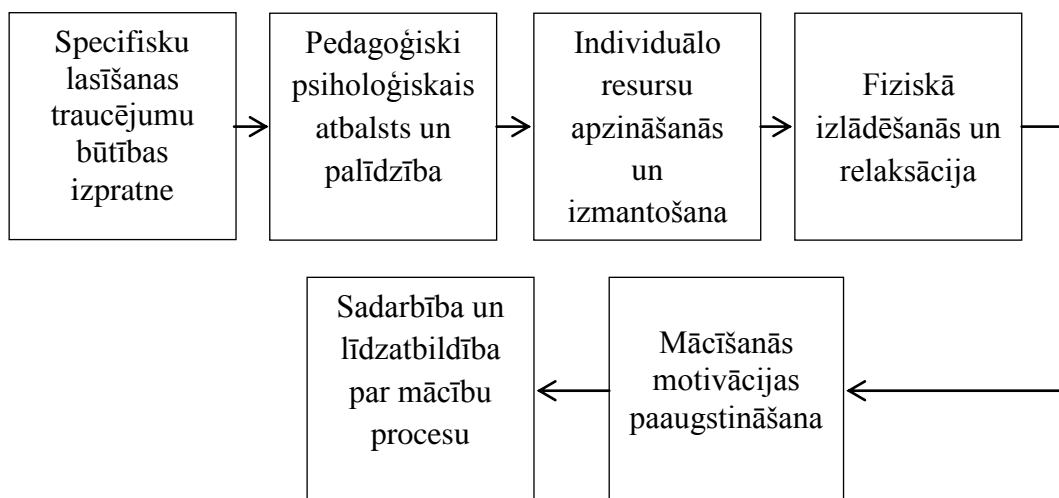 Specifisku
lasīšanas
traucējumu
būtības
izpratne
Pedagoģiski
psiholoģiskais
atbalsts un
palīdzība
Individuālo
resursu
apzināšanās
un
izmantošana
Fiziskā
izlādēšanās un
relaksācija
Mācīšanās
motivācijas
paaugstināšana
Sadarbība un
līdzatbildība
par mācību
procesu